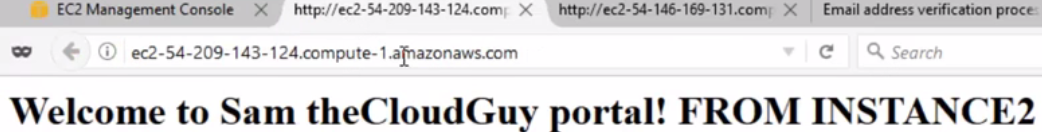 EC2 Management Console
http://ec2-54-209-143-124.comp
http://ec2-54-146-169-131.com
Email address verification proce
ec2-54-209-143-124.compute-1.amazonaws.com
Search
Welcome to Sam theCloudGuy portal! FROM INSTANCE2